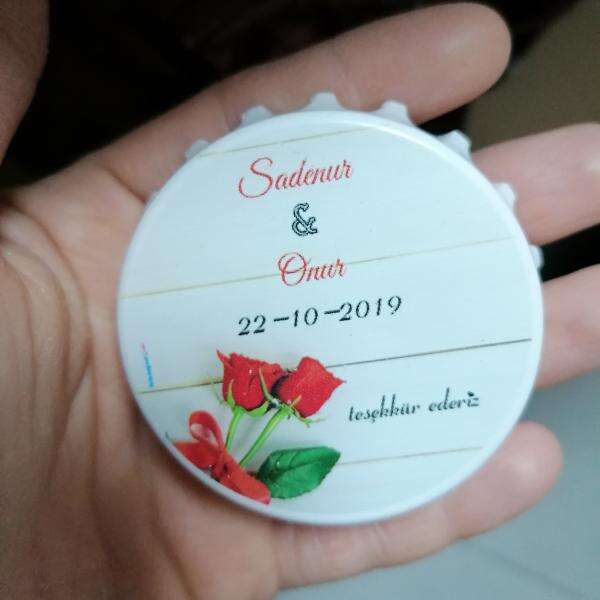 Sadenur
&
Onur
22-10-2019
teşekkür ederiz